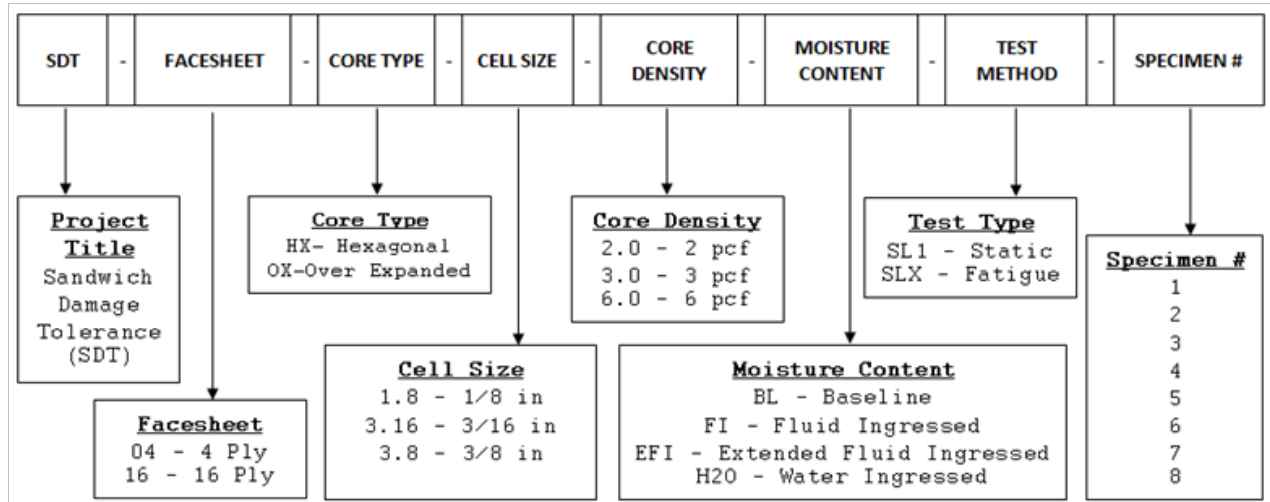 SDT - FACESHEET - CORE TYPE - CELL SIZE - CORE DENSITY - MOISTURE CONTENT - TEST METHOD - SPECIMEN #
Project
Title
Sandwich
Damage
Tolerance
(SDT)
Facesheet
04 - 4 Ply
16 - 16 Ply
Core Type
HX- Hexagonal
OX-Over Expanded
Cell Size
1.8 - 1/8 in
3.16 - 3/16 in
3.8 - 3/8 in
Core Density
2.0 - 2 pcf
3.0 - 3 pcf
6.0 - 6 pcf
Moisture Content
BL - Baseline
FI - Fluid Ingressed
EFI - Extended Fluid Ingressed
H2O - Water Ingressed
Test Type
SL1 - Static
SLX - Fatigue
Specimen #
1
2
3
4
5
6
7
8